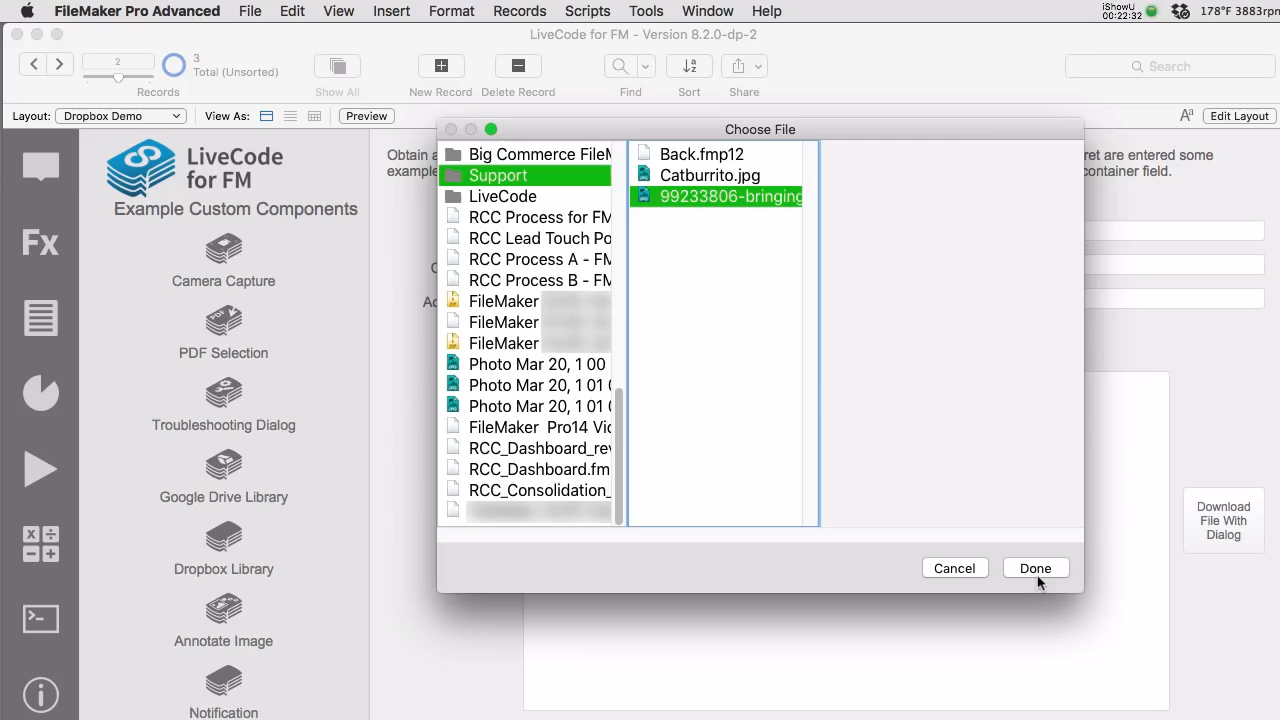 FileMaker Pro Advanced File Edit View Insert Format Records Scripts Tools Window Help
iShowU
00:22:32
178°F 3883rpm
LiveCode for FM - Version 8.2.0-dp-2
2
3
Total (Unsorted)
Records
Show All
New Record
Delete Record
Find
Sort
Share
Search
Layout: Dropbox Demo
View As:
Preview
Aª
Edit Layout
LiveCode
for FM
Example Custom Components
Fx
Camera Capture
PDF
PDF Selection
Troubleshooting Dialog
Google Drive Library
Dropbox Library
Annotate Image
Notification
Obtain a
example
ret are entered some
container field.
Choose File
Big Commerce FileM
Support
LiveCode
RCC Process for FM
RCC Lead Touch Po
RCC Process A - FM
RCC Process B - FM
FileMaker
FileMaker
FileMaker
Photo Mar 20, 1 00
Photo Mar 20, 1 01
Photo Mar 20, 1 01
FileMaker Pro14 Vid
RCC_Dashboard_rev
RCC_Dashboard.fm
RCC_Consolidation_
Back.fmp12
Catburrito.jpg
99233806-bringing
Cancel
Done
Download
File With
Dialog